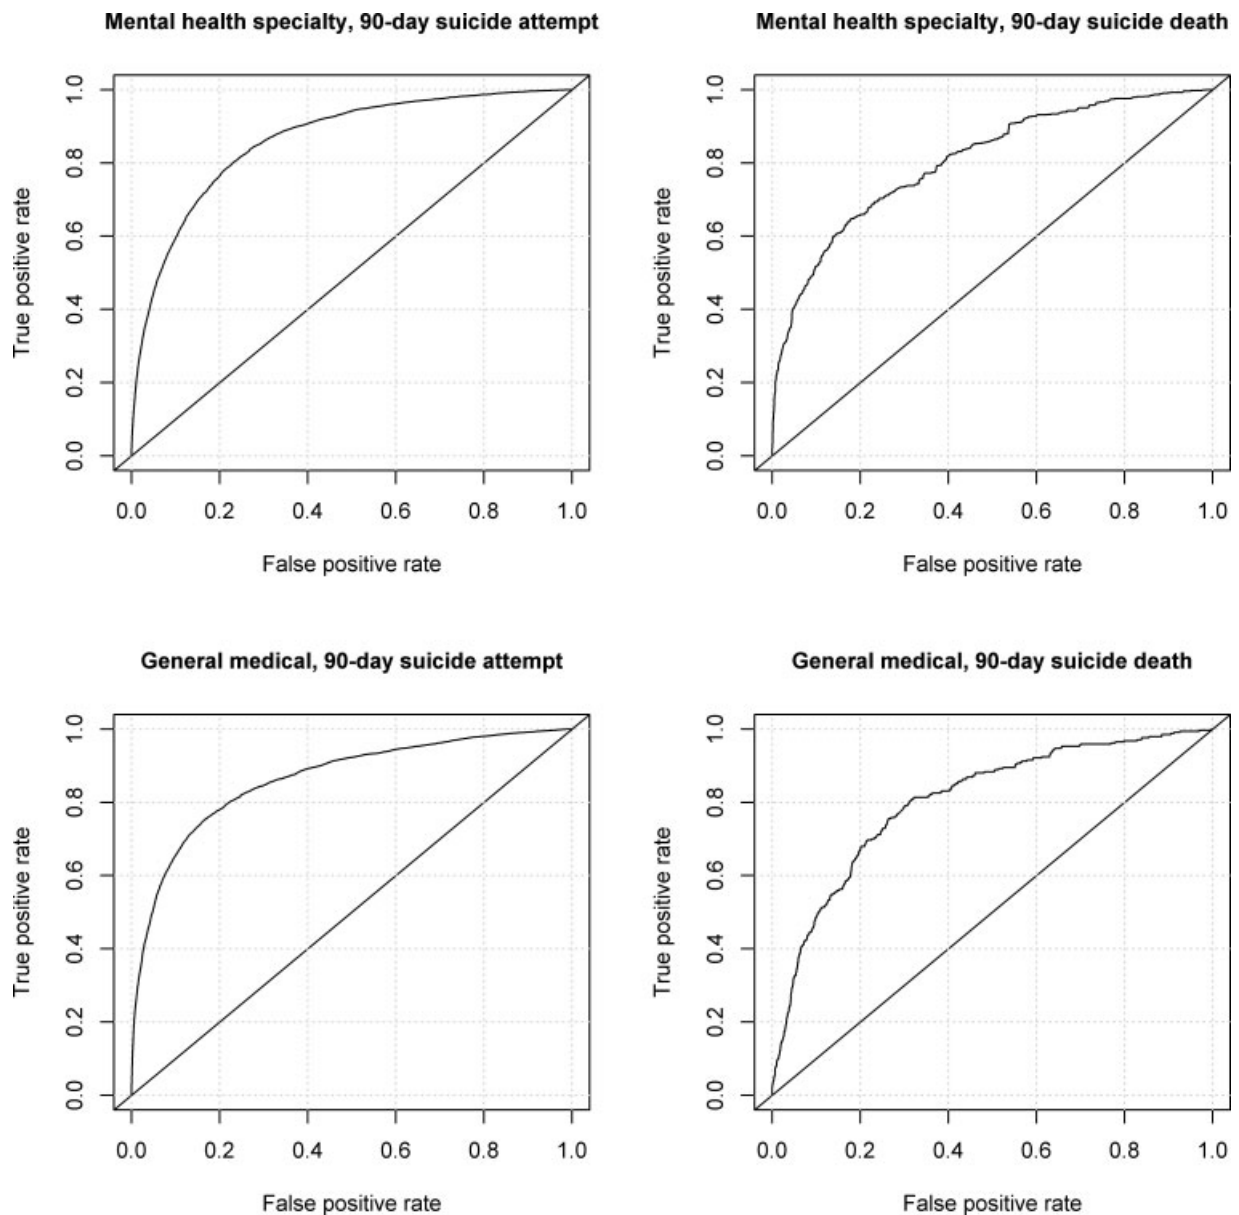 Mental health specialty, 90-day suicide attempt
1.0
0.8
0.6
0.4
0.2
0.0
True positive rate
0.0 0.2 0.4 0.6 0.8 1.0
False positive rate
Mental health specialty, 90-day suicide death
1.0
0.8
0.6
0.4
0.2
0.0
True positive rate
0.0 0.2 0.4 0.6 0.8 1.0
False positive rate
General medical, 90-day suicide attempt
1.0
0.8
0.6
0.4
0.2
0.0
True positive rate
0.0 0.2 0.4 0.6 0.8 1.0
False positive rate
General medical, 90-day suicide death
1.0
0.8
0.6
0.4
0.2
0.0
True positive rate
0.0 0.2 0.4 0.6 0.8 1.0
False positive rate